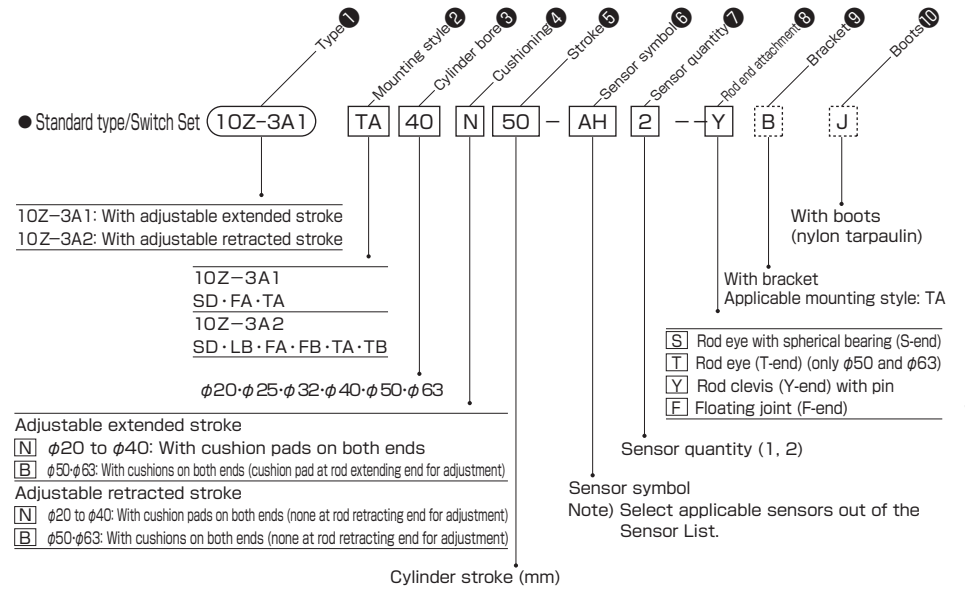 Type❶
Mounting style❷
Cylinder bore❸
Cushioning❹
Stroke❺
Sensor symbol❻
Sensor quantity❼
Rod end attachment❽
Bracket❾
Boots❿
● Standard type/Switch Set 10Z−3A1 TA 40 N 50 − AH 2 −−Y B J
10Z−3A1: With adjustable extended stroke
10Z−3A2: With adjustable retracted stroke
With boots
(nylon tarpaulin)
10Z−3A1
SD・FA・TA
10Z−3A2
SD・LB・FA・FB・TA・TB
With bracket
Applicable mounting style: TA
S Rod eye with spherical bearing (S-end)
T Rod eye (T-end) (only φ50 and φ63)
Y Rod clevis (Y-end) with pin
F Floating joint (F-end)
φ20・φ25・φ32・φ40・φ50・φ63
Adjustable extended stroke
N φ20 to φ40: With cushion pads on both ends
B φ50・φ63: With cushions on both ends (cushion pad at rod extending end for adjustment)
Adjustable retracted stroke
N φ20 to φ40: With cushion pads on both ends (none at rod retracting end for adjustment)
B φ50・φ63: With cushions on both ends (none at rod retracting end for adjustment)
Sensor quantity (1, 2)
Sensor symbol
Note) Select applicable sensors out of the
Sensor List.
Cylinder stroke (mm)